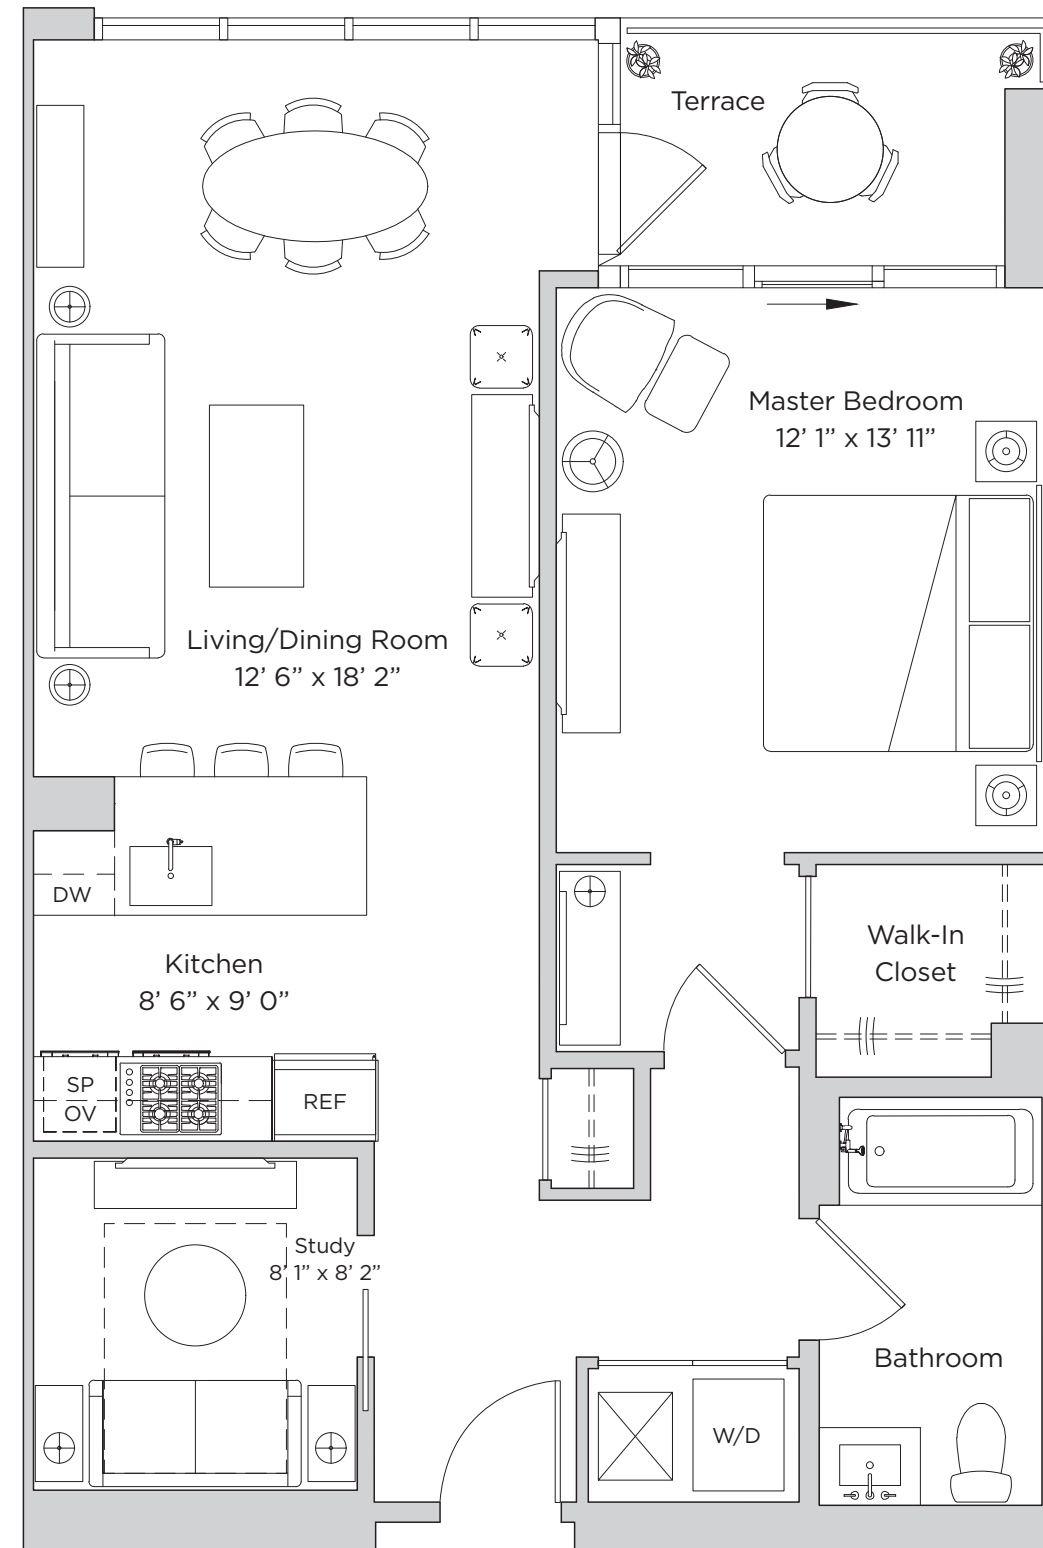 Terrace
Master Bedroom
12’ 1” x 13’ 11”
Living/Dining Room
12’ 6” x 18’ 2”
DW
Walk-In
Closet
Kitchen
8’ 6” x 9’ 0”
SP
OV
REF
Study
8’ 1” x 8’ 2”
Bathroom
W/D